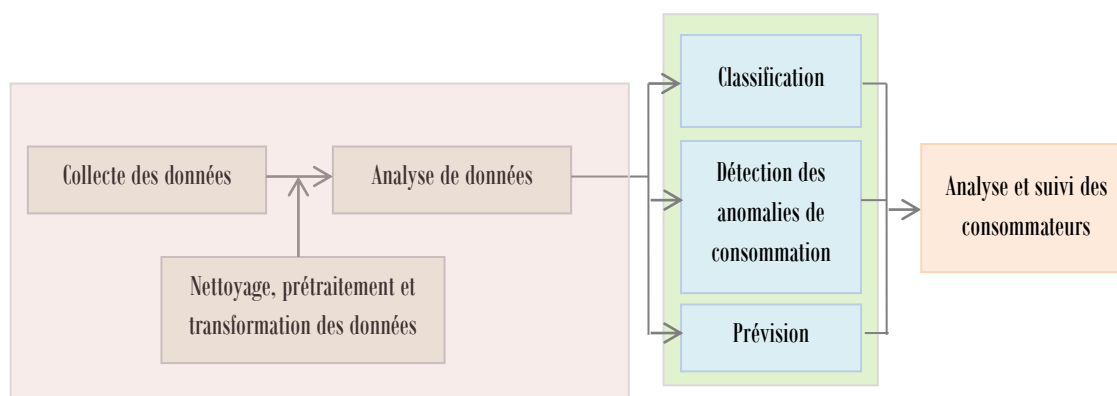 Collecte des données
Analyse de données
Nettoyage, prétraitement et
transformation des données
Classification
Détection des
anomalies de
consommation
Prévision
Analyse et suivi des
consommateurs